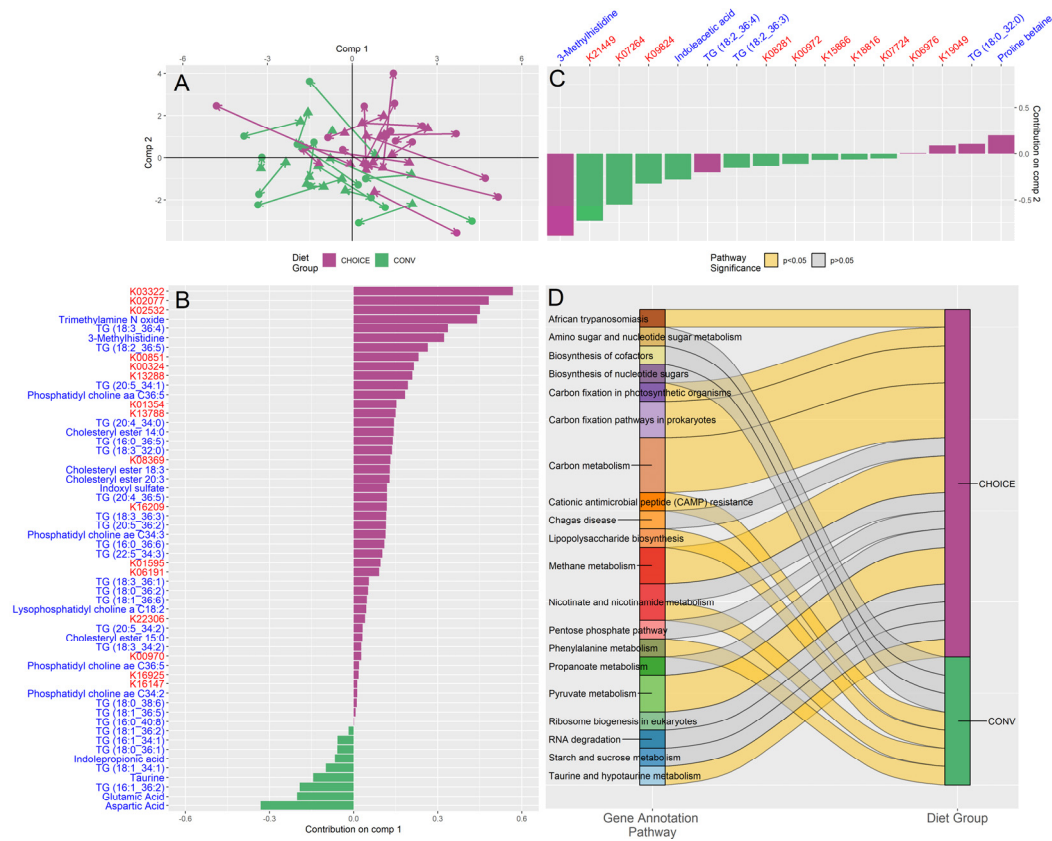 Comp 1
-6
-3
0
3
6
A
4
2
0
-2
Comp 2
Diet
Group
CHOICE
CONV
3-Methylhistidine
K21449
K07264
K09824
Indoleacetic acid
TG (18:2_36:4)
TG (18:2_36:3)
K08281
K00972
K15866
K18816
K07724
K06976
K19049
TG (18:0_32:0)
Proline betaine
C
0.5
0.0
-0.5
Contribution on comp 2
Pathway
Significance
p<0.05
p>0.05
B
K03322
K02077
K02532
Trimethylamine N oxide
TG (18:3_36:4)
3-Methylhistidine
TG (18:2_36:5)
K00851
K00324
K13288
TG (20:5_34:1)
Phosphatidyl choline aa C36:5
K01354
K13788
TG (20:4_34:0)
Cholesteryl ester 14:0
TG (16:0_36:5)
TG (18:3_32:0)
K08369
Cholesteryl ester 18:3
Cholesteryl ester 20:3
Indoxyl sulfate
TG (20:4_36:5)
K16209
TG (18:3_36:3)
TG (20:5_36:2)
Phosphatidyl choline ae C34:3
TG (16:0_36:6)
TG (22:5_34:3)
K01595
K06191
TG (18:3_36:1)
TG (18:0_36:2)
TG (18:1_36:6)
Lysophosphatidyl choline a C18:2
K22306
TG (20:5_34:2)
Cholesteryl ester 15:0
TG (18:3_34:2)
K00970
Phosphatidyl choline ae C36:5
K16925
K16147
Phosphatidyl choline ae C34:2
TG (18:0_38:6)
TG (18:1_36:5)
TG (16:0_40:8)
TG (18:1_36:2)
TG (16:1_34:1)
TG (18:0_36:1)
Indolepropionic acid
TG (18:1_34:1)
Taurine
TG (16:1_36:2)
Glutamic Acid
Aspartic Acid
-0.6
-0.3
0.0
0.3
0.6
Contribution on comp 1
D
African trypanosomiasis
Amino sugar and nucleotide sugar metabolism
Biosynthesis of cofactors
Biosynthesis of nucleotide sugars
Carbon fixation in photosynthetic organisms
Carbon fixation pathways in prokaryotes
Carbon metabolism
Cationic antimicrobial peptide (CAMP) resistance
Chagas disease
Lipopolysaccharide biosynthesis
Methane metabolism
Nicotinate and nicotinamide metabolism
Pentose phosphate pathway
Phenylalanine metabolism
Propanoate metabolism
Pyruvate metabolism
Ribosome biogenesis in eukaryotes
RNA degradation
Starch and sucrose metabolism
Taurine and hypotaurine metabolism
CHOICE
CONV
Gene Annotation
Pathway
Diet Group